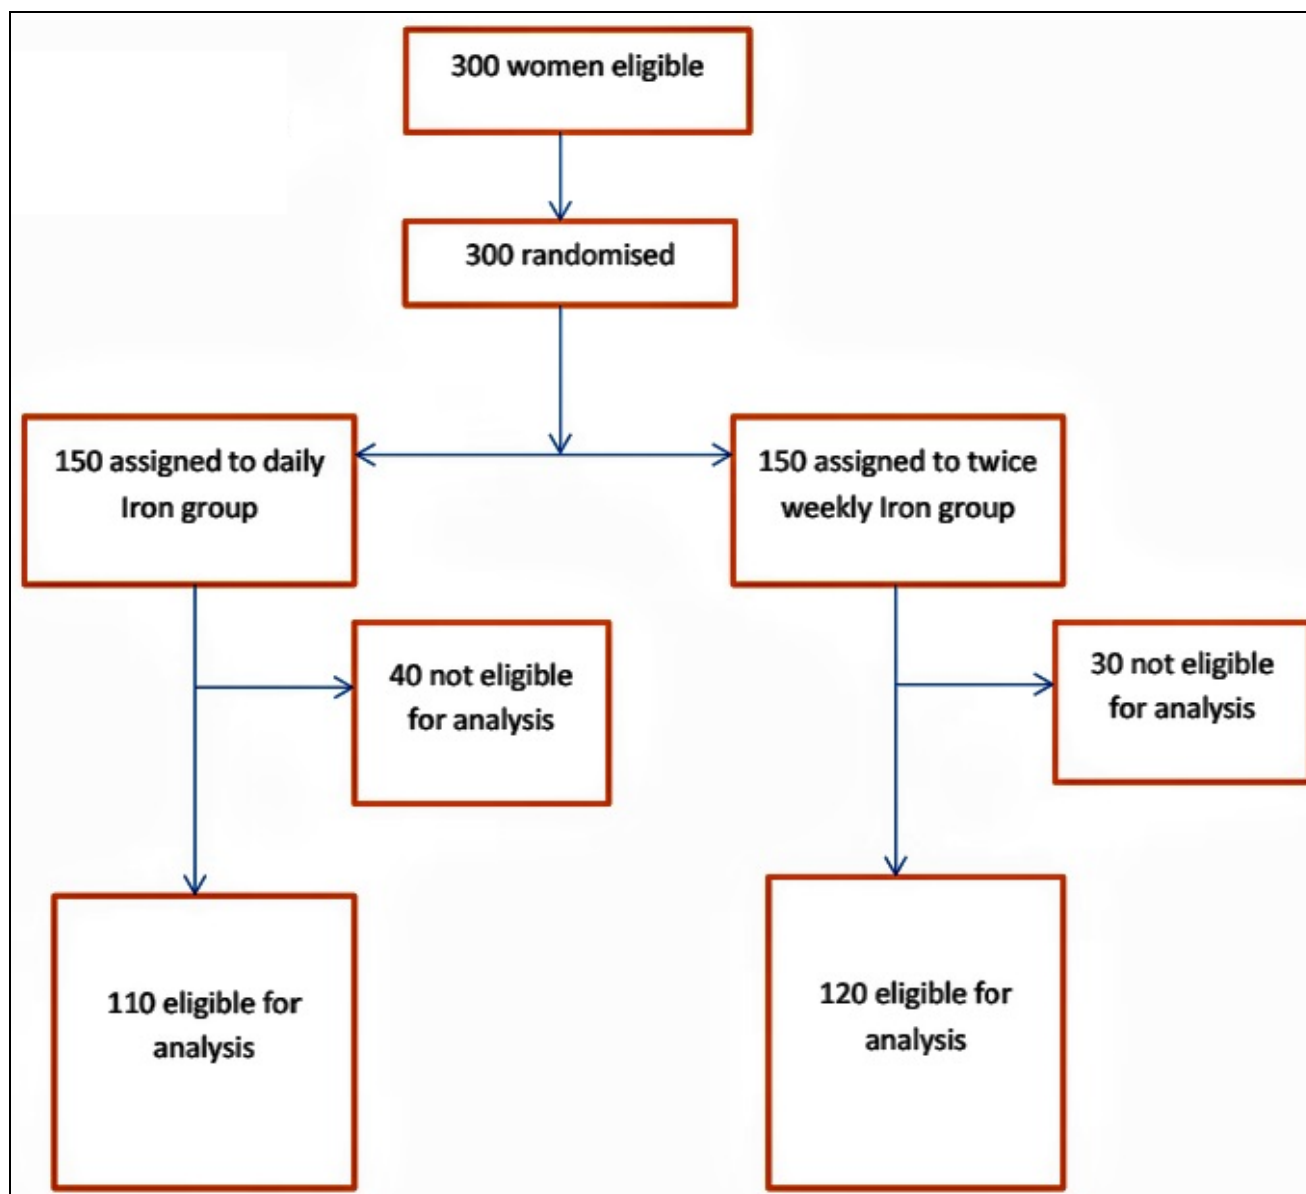 300 women eligible
300 randomised
150 assigned to daily
Iron group
150 assigned to twice
weekly Iron group
40 not eligible
for analysis
30 not eligible
for analysis
110 eligible for
analysis
120 eligible for
analysis